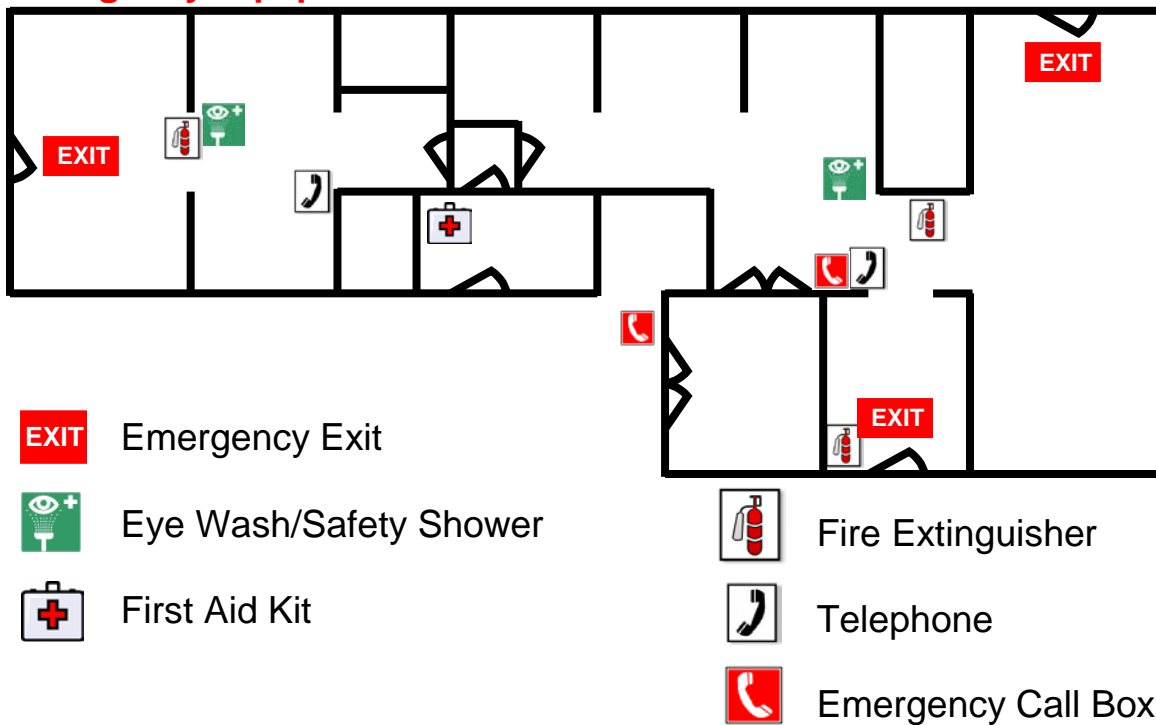 EXIT
EXIT
EXIT
EXIT Emergency Exit
Eye Wash/Safety Shower
First Aid Kit
Fire Extinguisher
Telephone
Emergency Call Box